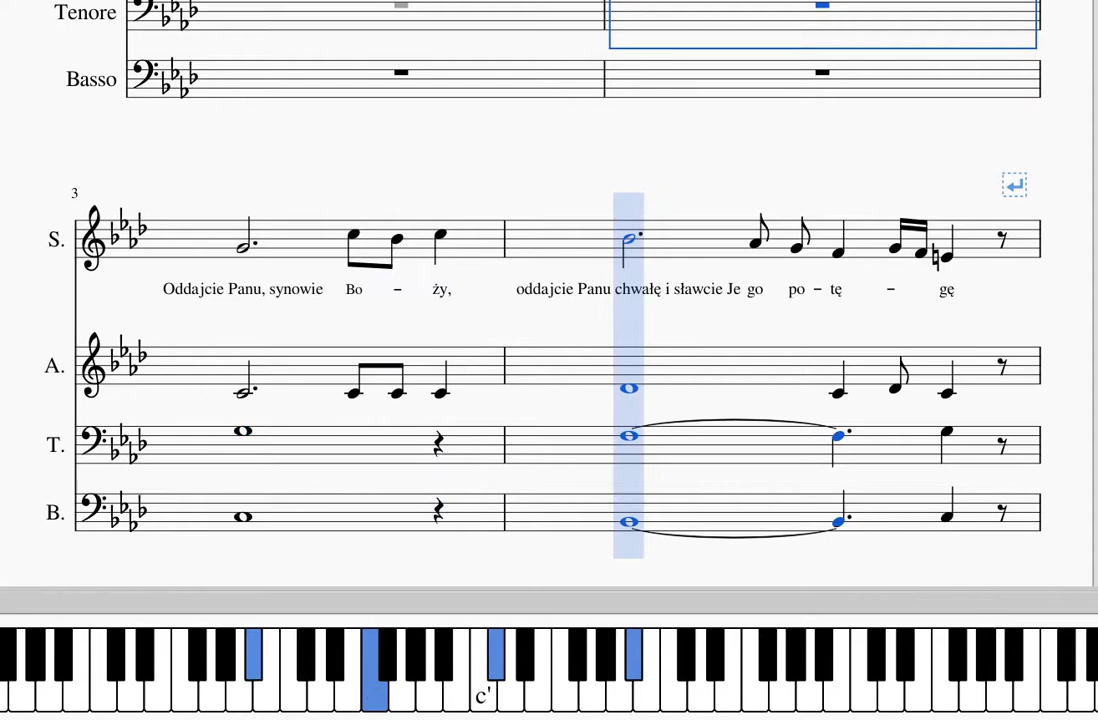 Tenore
Basso
3
S.
Oddajcie Panu, synowie Bo – ży, oddajcie Panu chwałę i sławcie Je go po – tę – gę
A.
T.
B.
c'